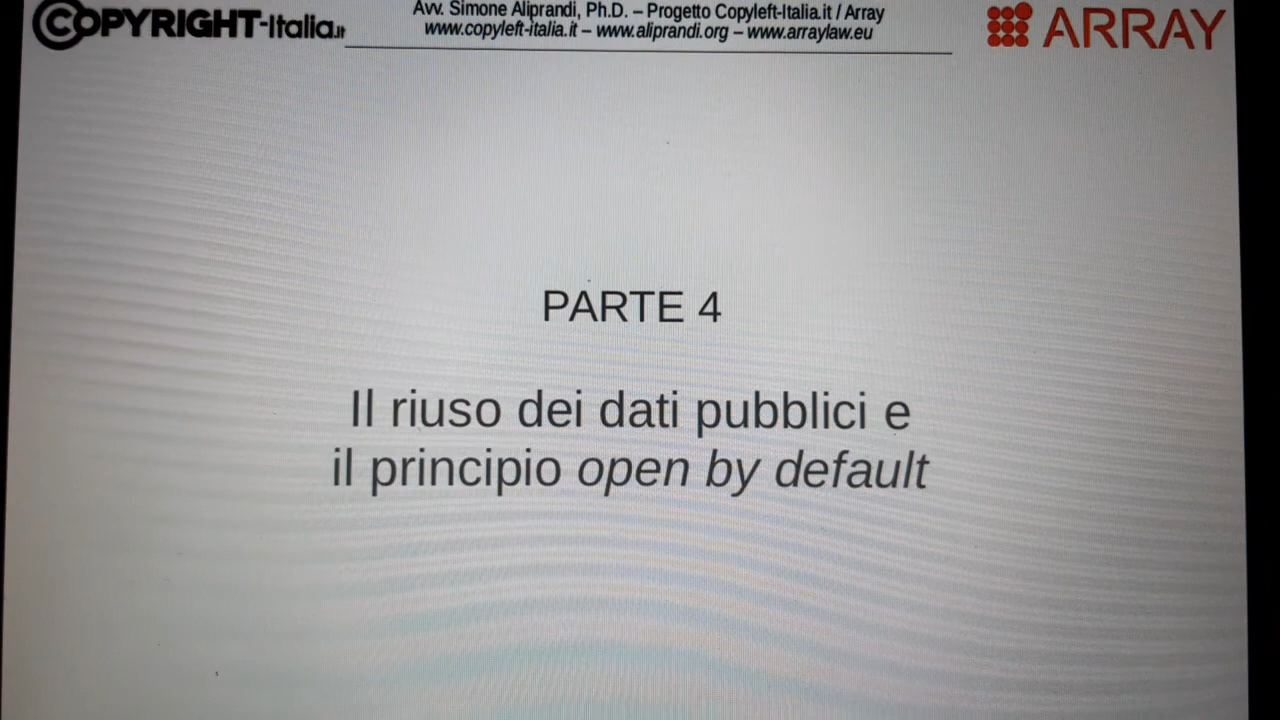 COPYRIGHT-Italia.it
Avv. Simone Aliprandi, Ph.D. – Progetto Copyleft-Italia.it / Array
www.copyleft-italia.it – www.aliprandi.org – www.arraylaw.eu
ARRAY
PARTE 4
Il riuso dei dati pubblici e
il principio open by default